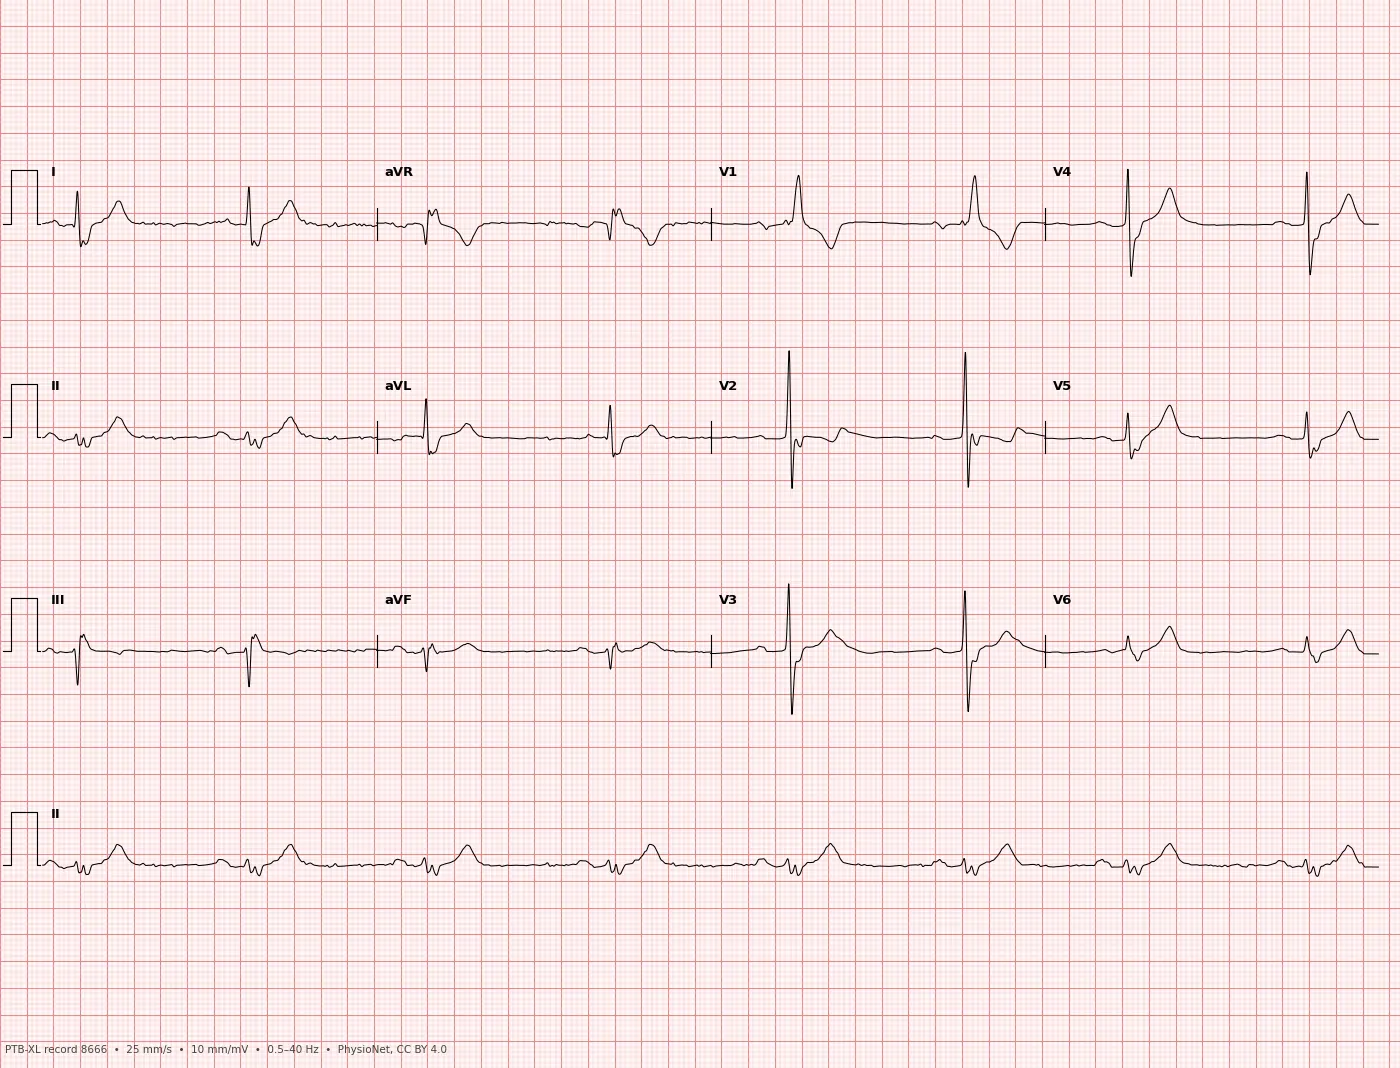 I aVR V1 V4
II aVL V2 V5
III aVF V3 V6
II
PTB-XL record 8666 • 25 mm/s • 10 mm/mV • 0.5–40 Hz • PhysioNet, CC BY 4.0